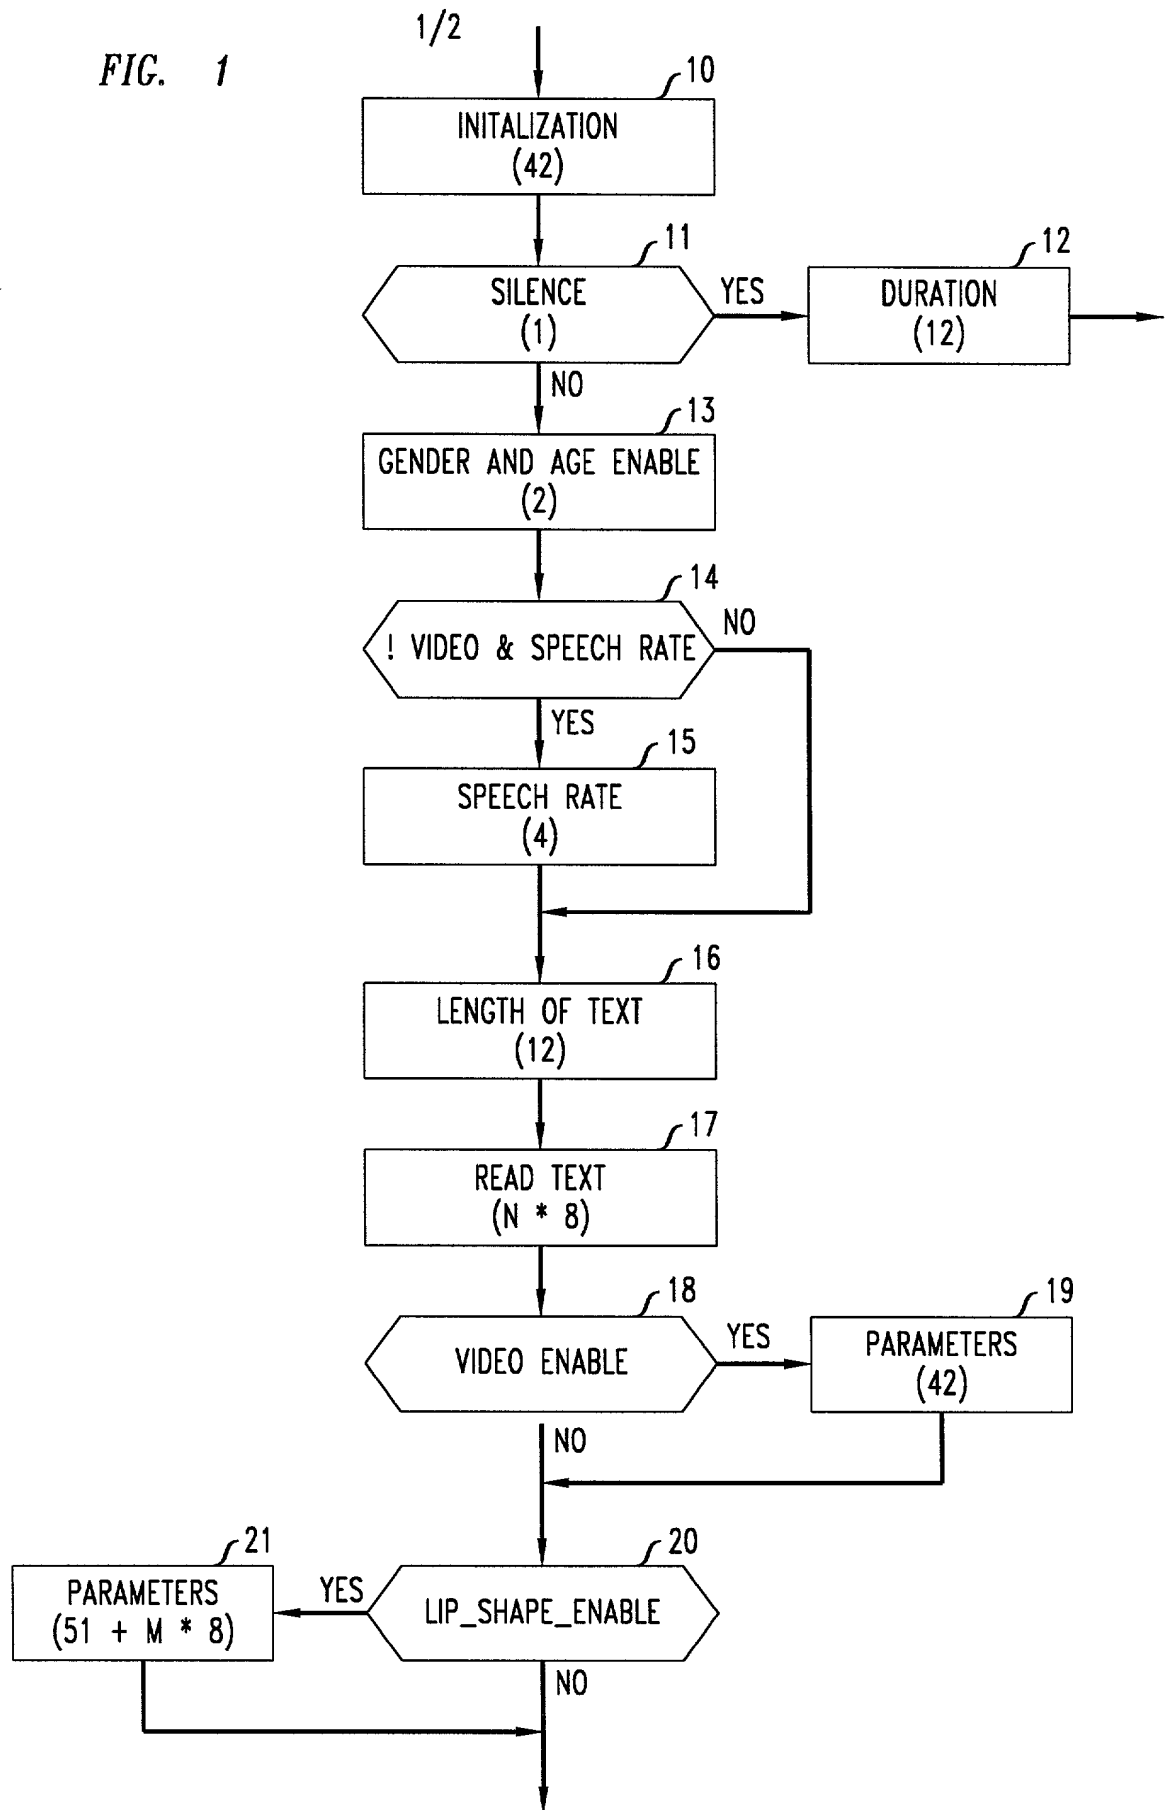 1/2
FIG. 1
10
INITALIZATION
(42)
11
SILENCE
(1)
YES
12
DURATION
(12)
NO
13
GENDER AND AGE ENABLE
(2)
14
! VIDEO & SPEECH RATE
NO
YES
15
SPEECH RATE
(4)
16
LENGTH OF TEXT
(12)
17
READ TEXT
(N * 8)
18
VIDEO ENABLE
YES
19
PARAMETERS
(42)
NO
20
LIP_SHAPE_ENABLE
YES
21
PARAMETERS
(51 + M * 8)
NO